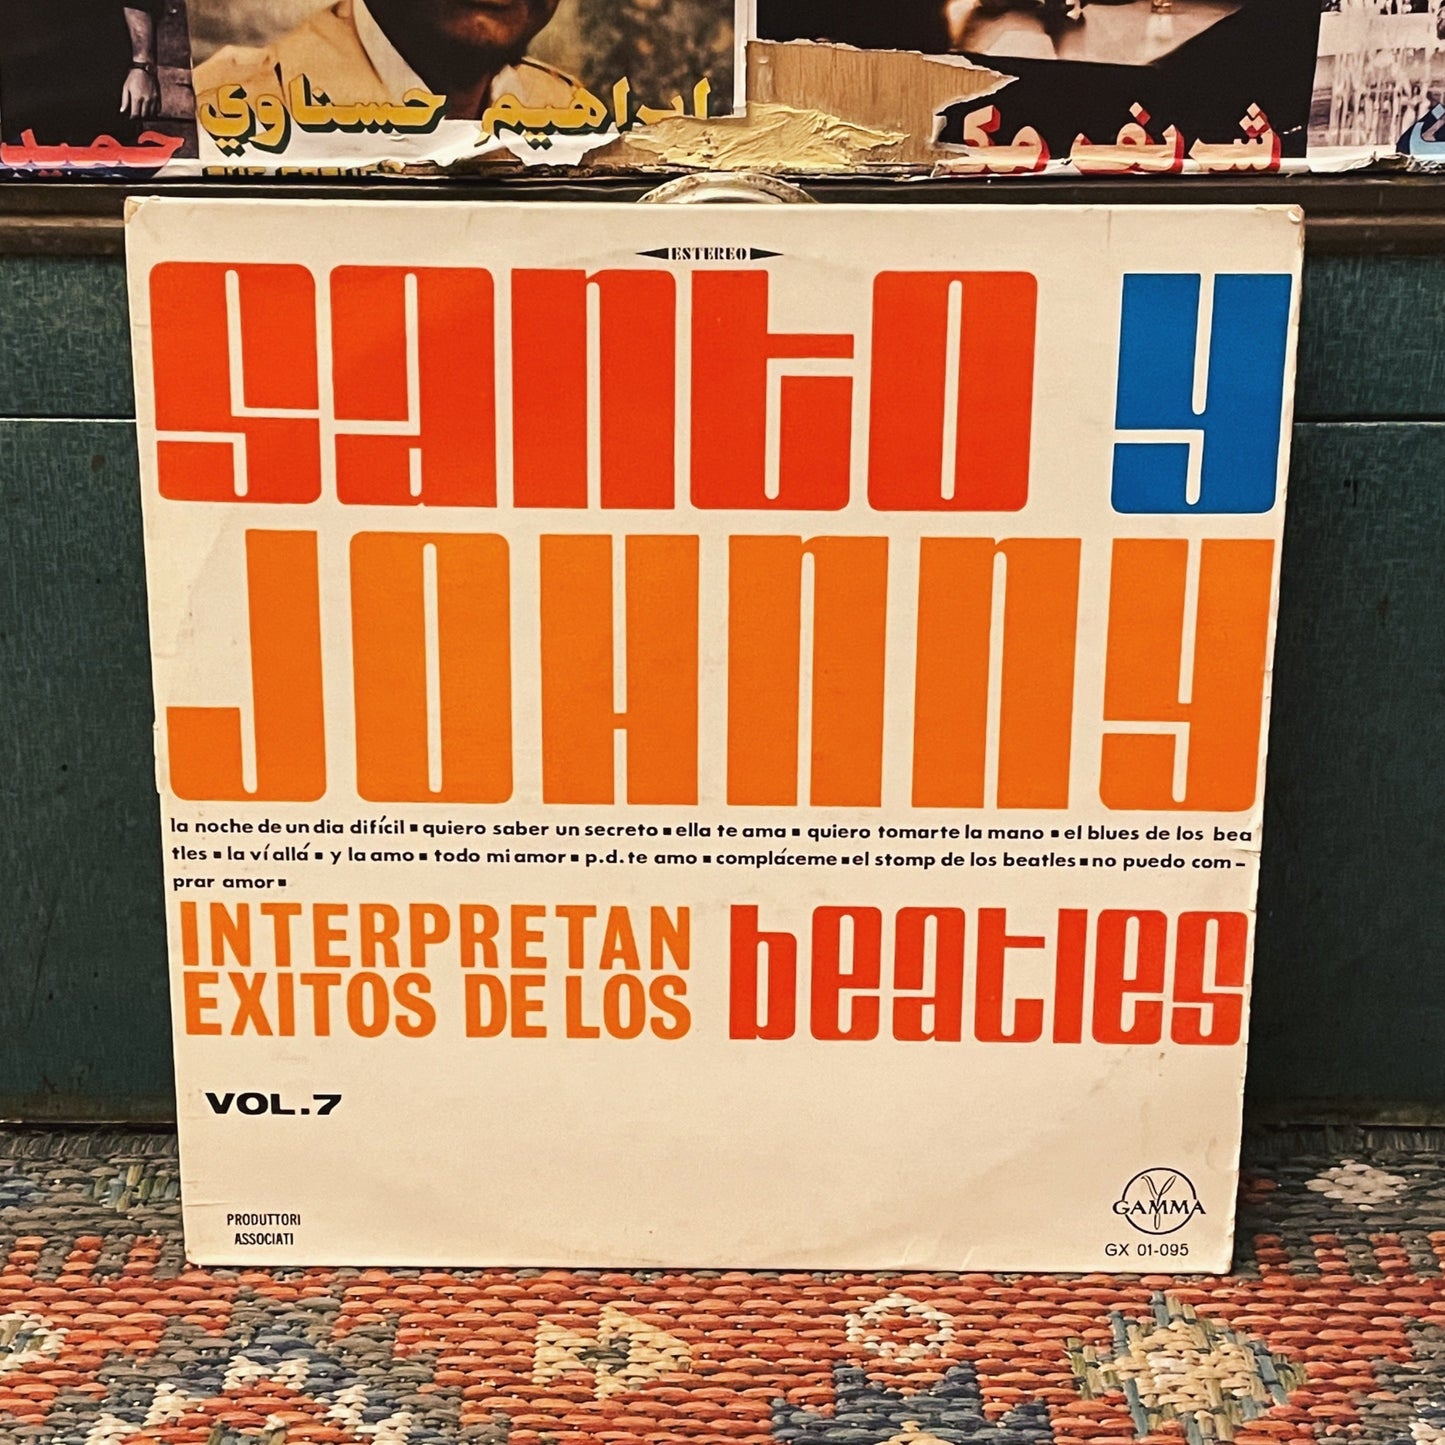 حميد
ابراهيم حسناوي
شريف مك
ESTEREO
santo y
JOHNNY
la noche de un dia difícil ▪ quiero saber un secreto ▪ ella te ama ▪ quiero tomarte la mano ▪ el blues de los bea
tles ▪ la ví allá ▪ y la amo ▪ todo mi amor ▪ p.d. te amo ▪ compláceme ▪ el stomp de los beatles ▪ no puedo com-
prar amor ▪
INTERPRETAN
EXITOS DE LOS
beatles
VOL.7
PRODUTTORI
ASSOCIATI
GAMMA
GX 01-095